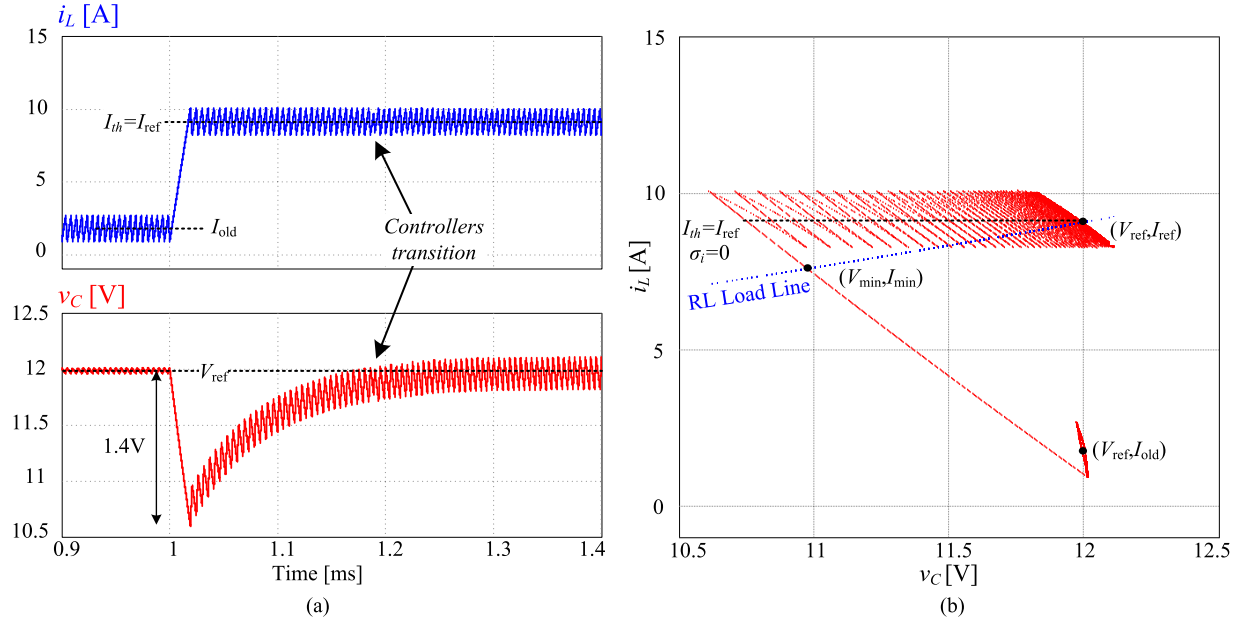 i_L [A]
15
10
5
0
I_th=I_ref
I_old
Controllers
transition
v_C [V]
12.5
12
11.5
11
10.5
V_ref
1.4V
0.9
1
1.1
1.2
1.3
1.4
Time [ms]
(a)
i_L [A]
15
10
5
0
I_th=I_ref
σ_i=0
(V_ref,I_ref)
(V_min,I_min)
RL Load Line
(V_ref,I_old)
10.5
11
11.5
12
12.5
v_C [V]
(b)